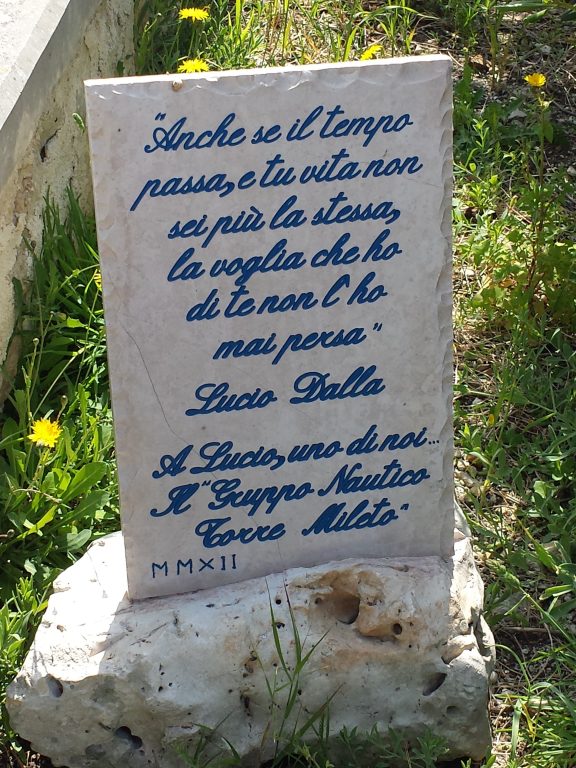 "Anche se il tempo
passa, e tu vita non
sei più la stessa,
la voglia che ho
di te non l'ho
mai persa"
Lucio Dalla
A Lucio, uno di noi...
Il "Gruppo Nautico
Torre Mileto"
MMXII